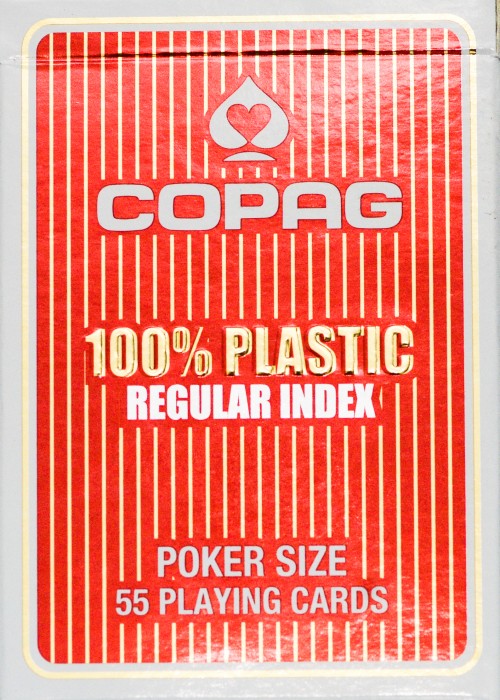 COPAG
100% PLASTIC
REGULAR INDEX
POKER SIZE
55 PLAYING CARDS